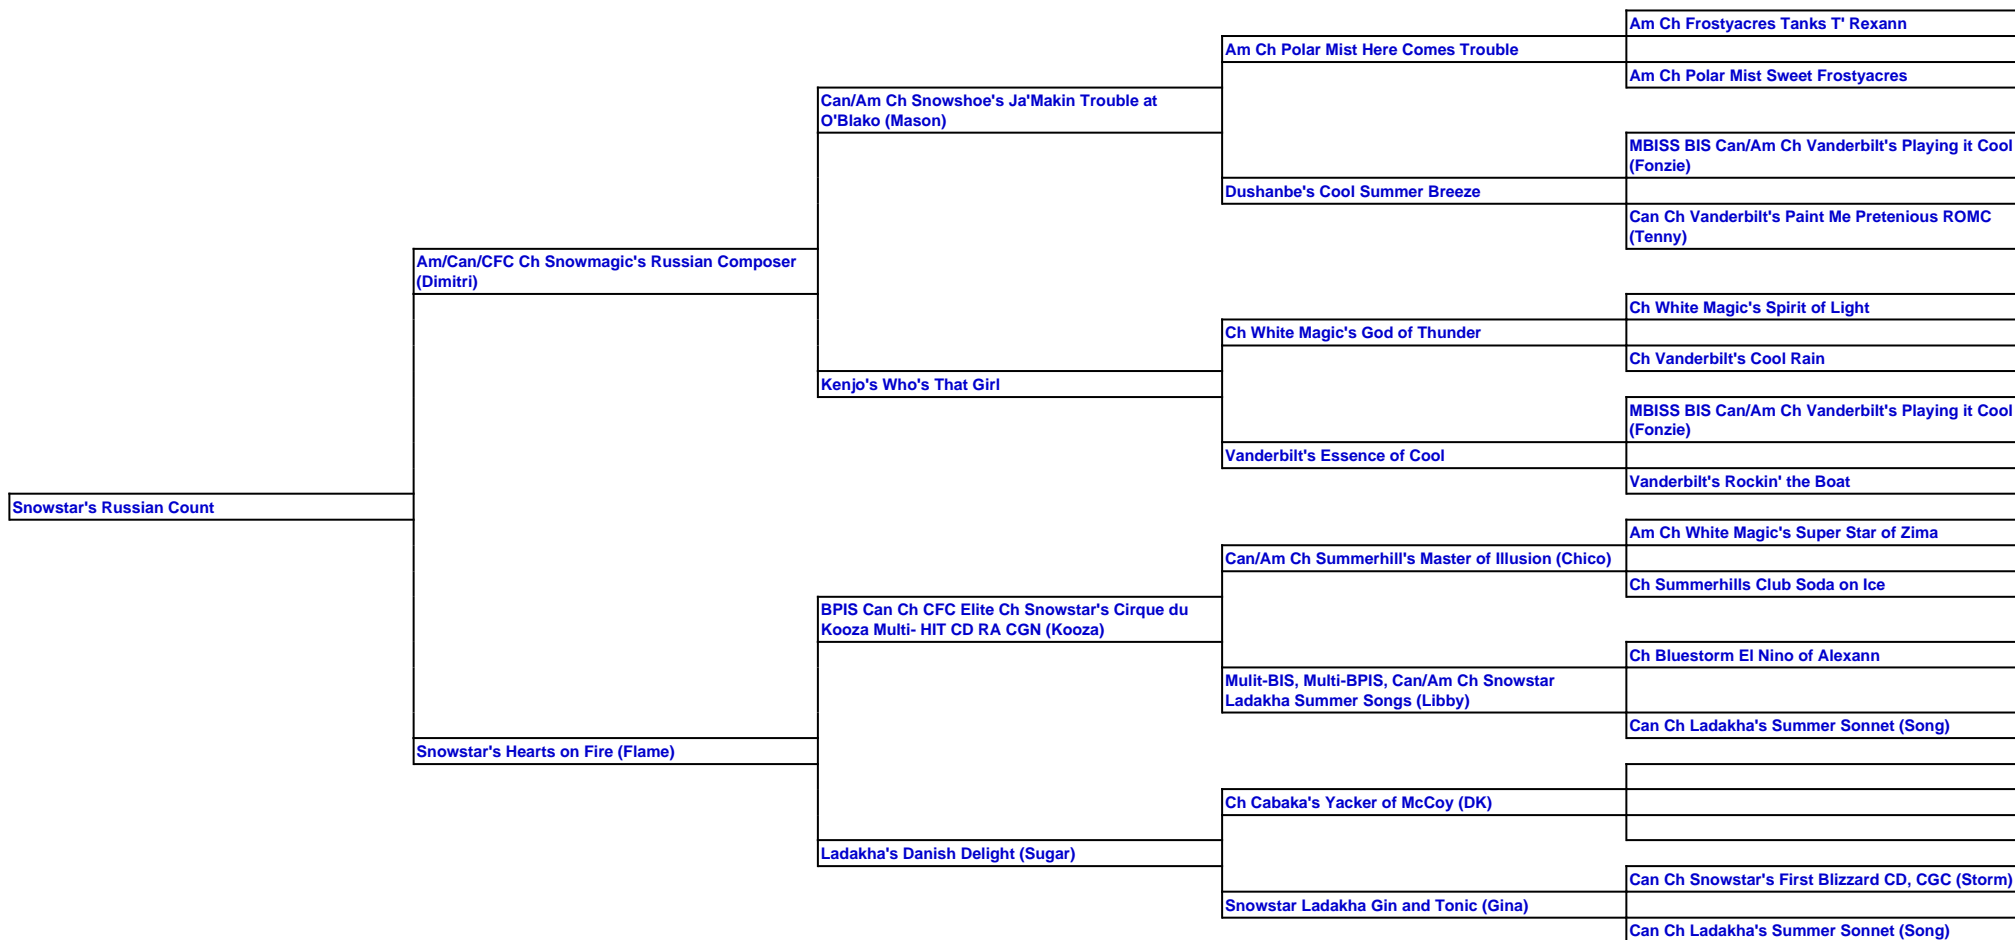 Am Ch Frostyacres Tanks T' Rexann
Am Ch Polar Mist Here Comes Trouble
Am Ch Polar Mist Sweet Frostyacres
Can/Am Ch Snowshoe's Ja'Makin Trouble at
O'Blako (Mason)
MBISS BIS Can/Am Ch Vanderbilt's Playing it Cool
(Fonzie)
Dushanbe's Cool Summer Breeze
Can Ch Vanderbilt's Paint Me Pretenious ROMC
(Tenny)
Am/Can/CFC Ch Snowmagic's Russian Composer
(Dimitri)
Ch White Magic's Spirit of Light
Ch White Magic's God of Thunder
Ch Vanderbilt's Cool Rain
Kenjo's Who's That Girl
MBISS BIS Can/Am Ch Vanderbilt's Playing it Cool
(Fonzie)
Vanderbilt's Essence of Cool
Vanderbilt's Rockin' the Boat
Snowstar's Russian Count
Am Ch White Magic's Super Star of Zima
Can/Am Ch Summerhill's Master of Illusion (Chico)
Ch Summerhills Club Soda on Ice
BPIS Can Ch CFC Elite Ch Snowstar's Cirque du
Kooza Multi- HIT CD RA CGN (Kooza)
Ch Bluestorm El Nino of Alexann
Mulit-BIS, Multi-BPIS, Can/Am Ch Snowstar
Ladakha Summer Songs (Libby)
Can Ch Ladakha's Summer Sonnet (Song)
Snowstar's Hearts on Fire (Flame)
Ch Cabaka's Yacker of McCoy (DK)
Ladakha's Danish Delight (Sugar)
Can Ch Snowstar's First Blizzard CD, CGC (Storm)
Snowstar Ladakha Gin and Tonic (Gina)
Can Ch Ladakha's Summer Sonnet (Song)